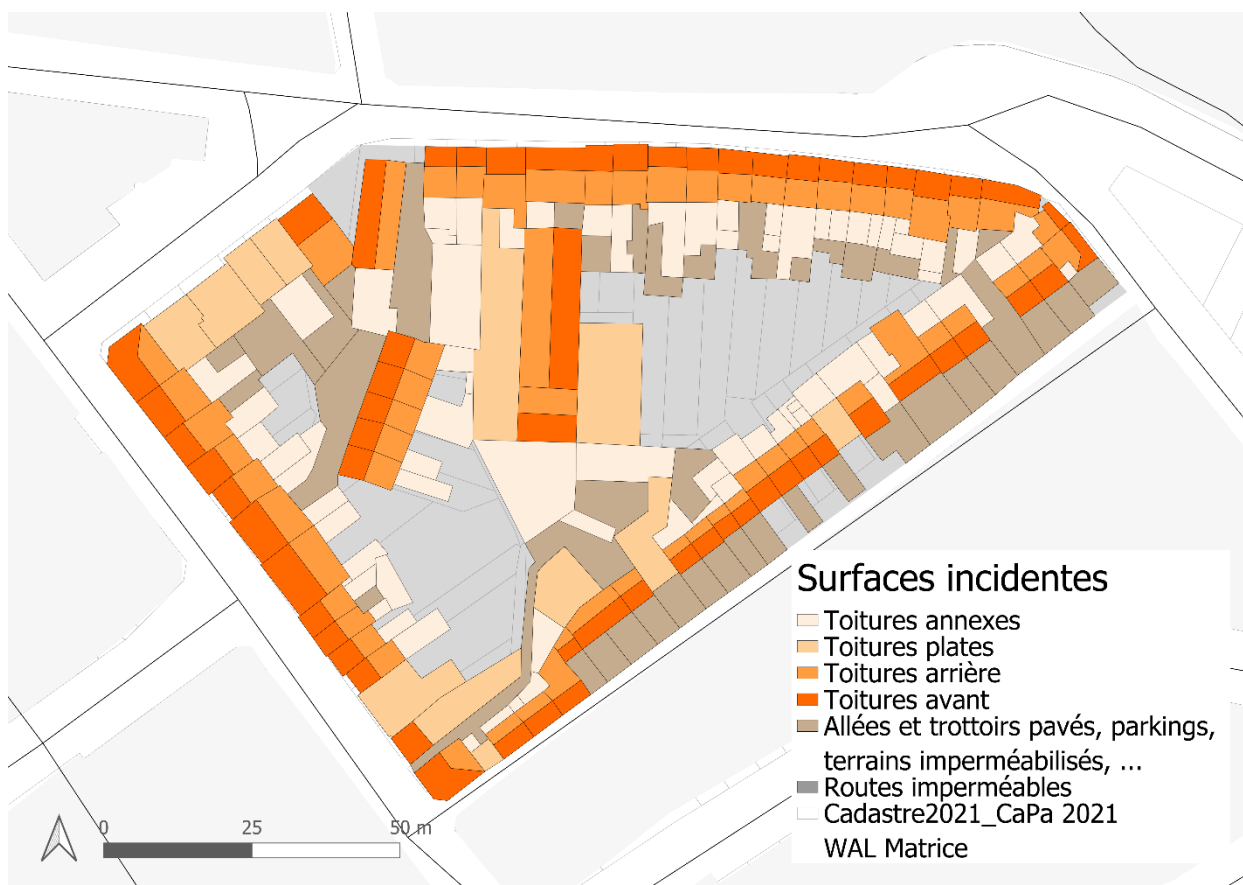 Surfaces incidentes
Toitures annexes
Toitures plates
Toitures arrière
Toitures avant
Allées et trottoirs pavés, parkings,
terrains imperméabilisés, ...
Routes imperméables
Cadastre2021_CaPa 2021
WAL Matrice
0 25 50 m